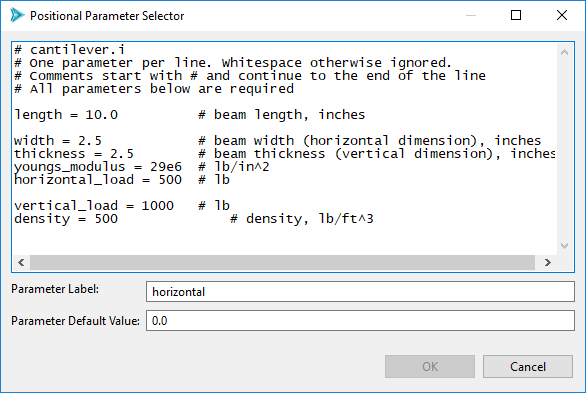 Positional Parameter Selector
# cantilever.i
# One parameter per line. Whitespace otherwise ignored.
# Comments start with # and continue to the end of the line
# All parameters below are required
length = 10.0 # beam length, inches
width = 2.5 # beam width (horizontal dimension), inches
thickness = 2.5 # beam thickness (vertical dimension), inches
youngs_modulus = 29e6 # lb/in^2
horizontal_load = 500 # lb
vertical_load = 1000 # lb
density = 500 # density, lb/ft^3
Parameter Label: horizontal
Parameter Default Value: 0.0
OK Cancel